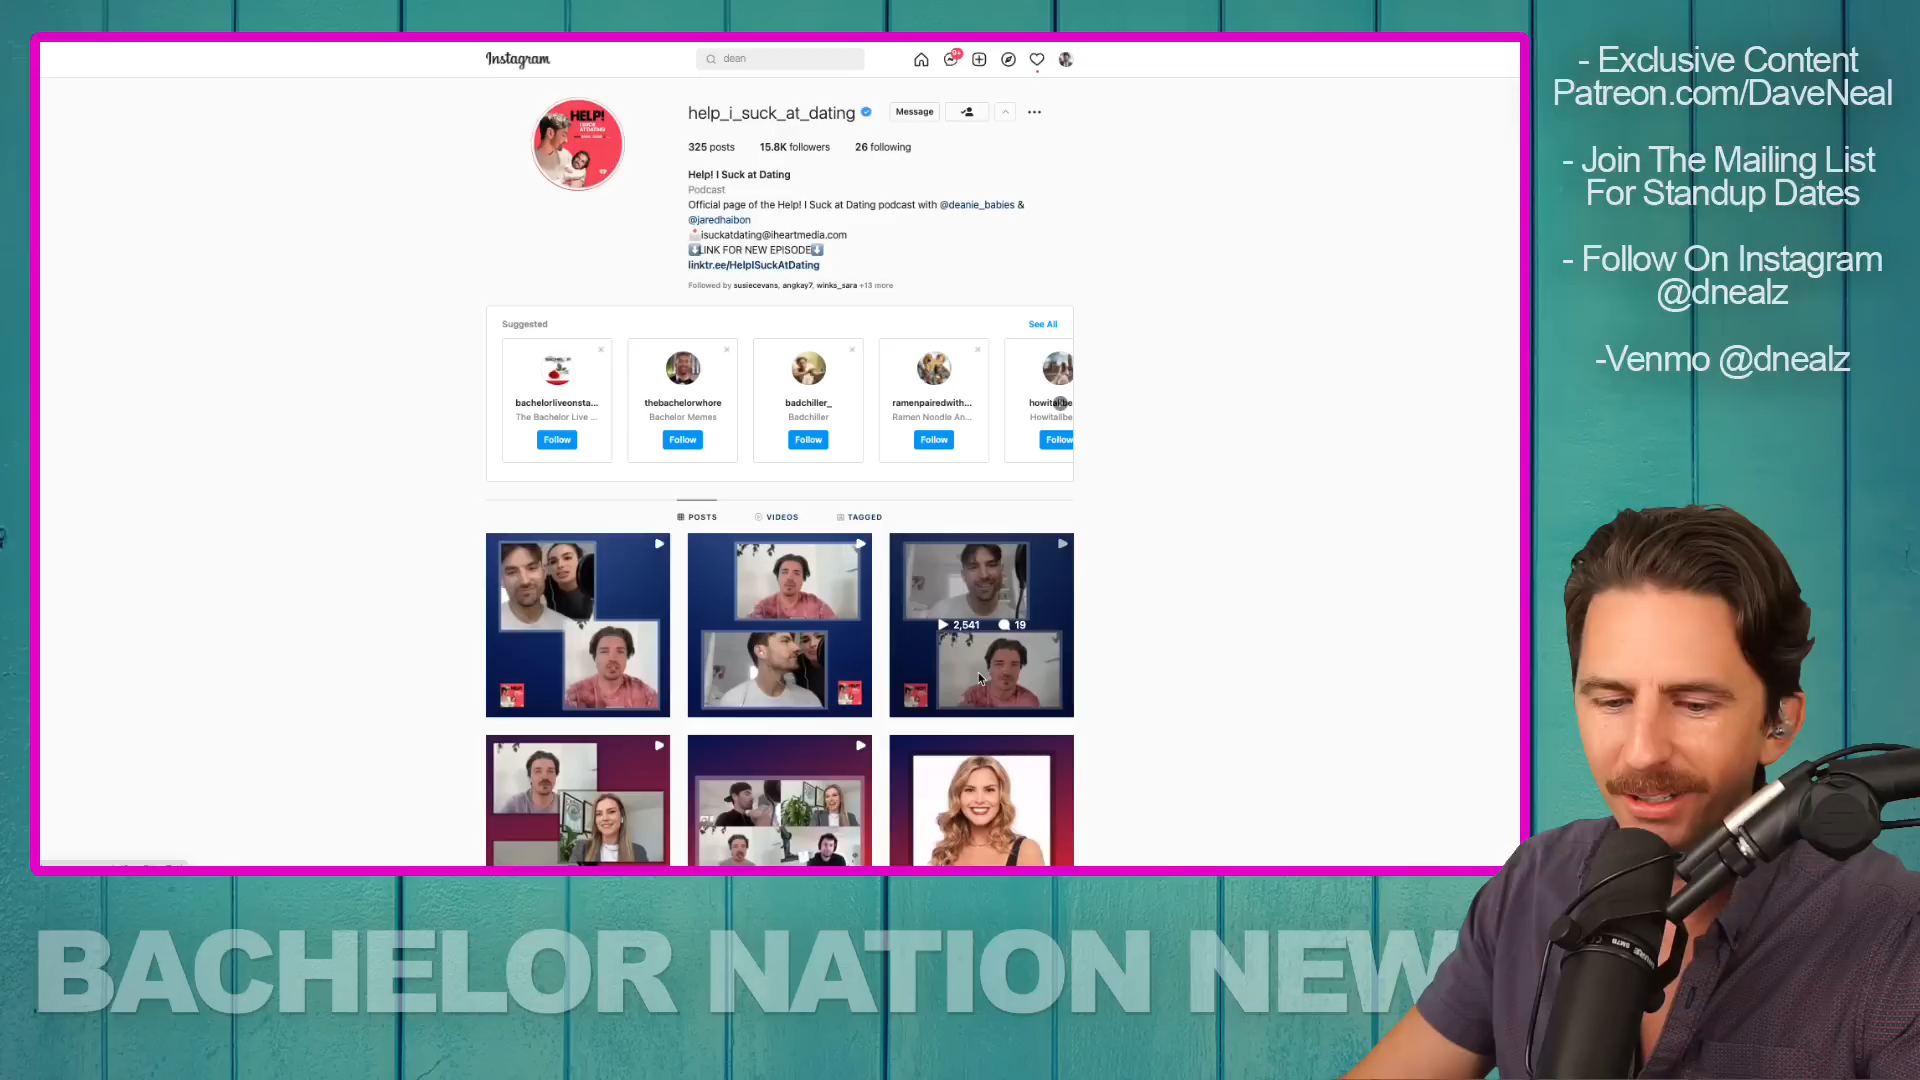 Instagram
dean
9+
help_i_suck_at_dating
Message
325 posts 15.8K followers 26 following
Help! I Suck at Dating
Podcast
Official page of the Help! I Suck at Dating podcast with @deanie_babies &
@jaredhaibon
isuckatdating@iheartmedia.com
LINK FOR NEW EPISODE
linktr.ee/HelpISuckAtDating
Followed by susiecevans, angkay7, winks_sara +13 more
HELP!
Suggested
See All
bachelorliveonsta... thebachelorwhore badchiller_ ramenpairedwith...
The Bachelor Live ... Bachelor Memes Badchiller Ramen Noodle An... Howitallbe
Follow Follow Follow Follow Follow
POSTS VIDEOS TAGGED
2,541 19
- Exclusive Content
Patreon.com/DaveNeal
- Join The Mailing List
For Standup Dates
- Follow On Instagram
@dnealz
-Venmo @dnealz
BACHELOR NATION NEW